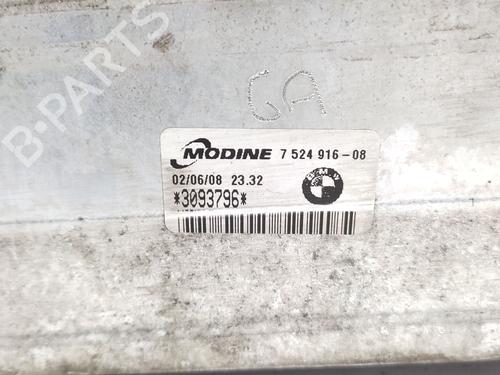 B-PARTS
GA
MODINE 7 524 916-08
02/06/08 23.32
BMW
*3093796*